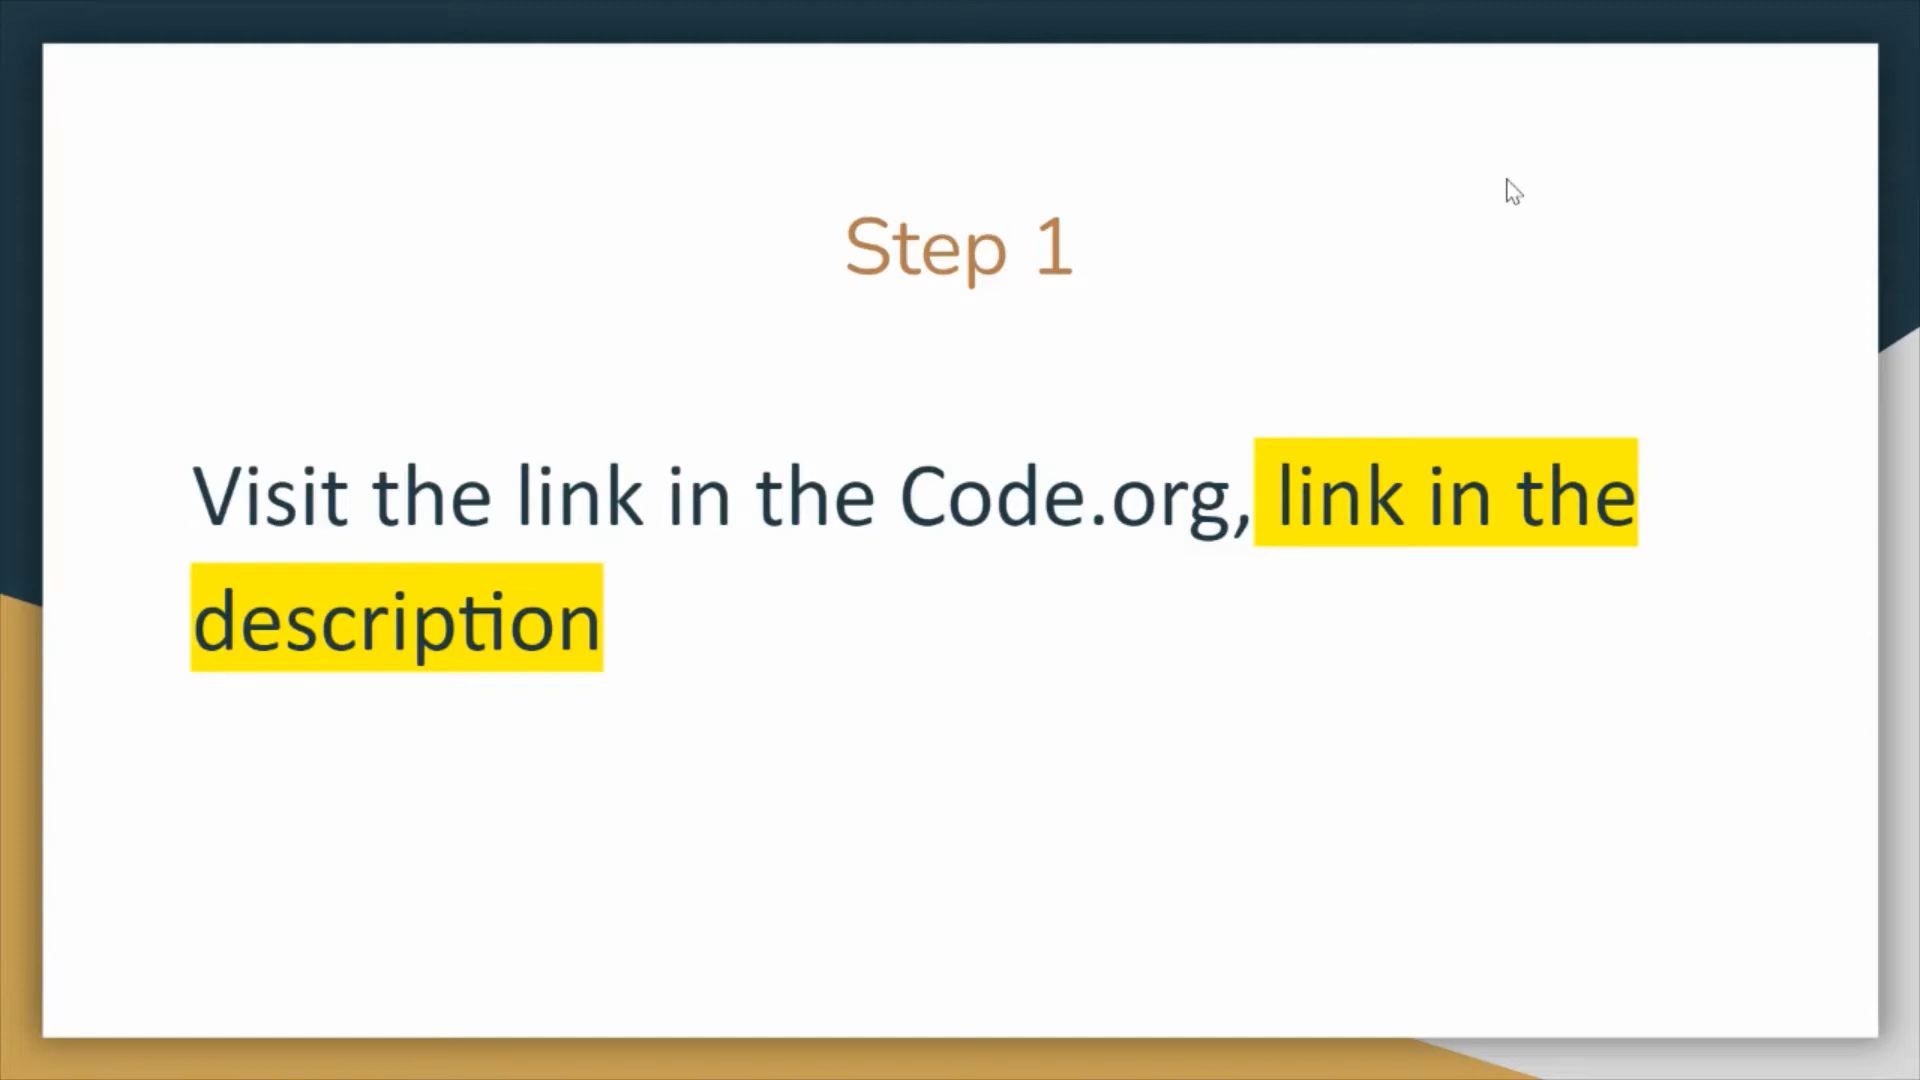 Step 1
Visit the link in the Code.org, link in the
description